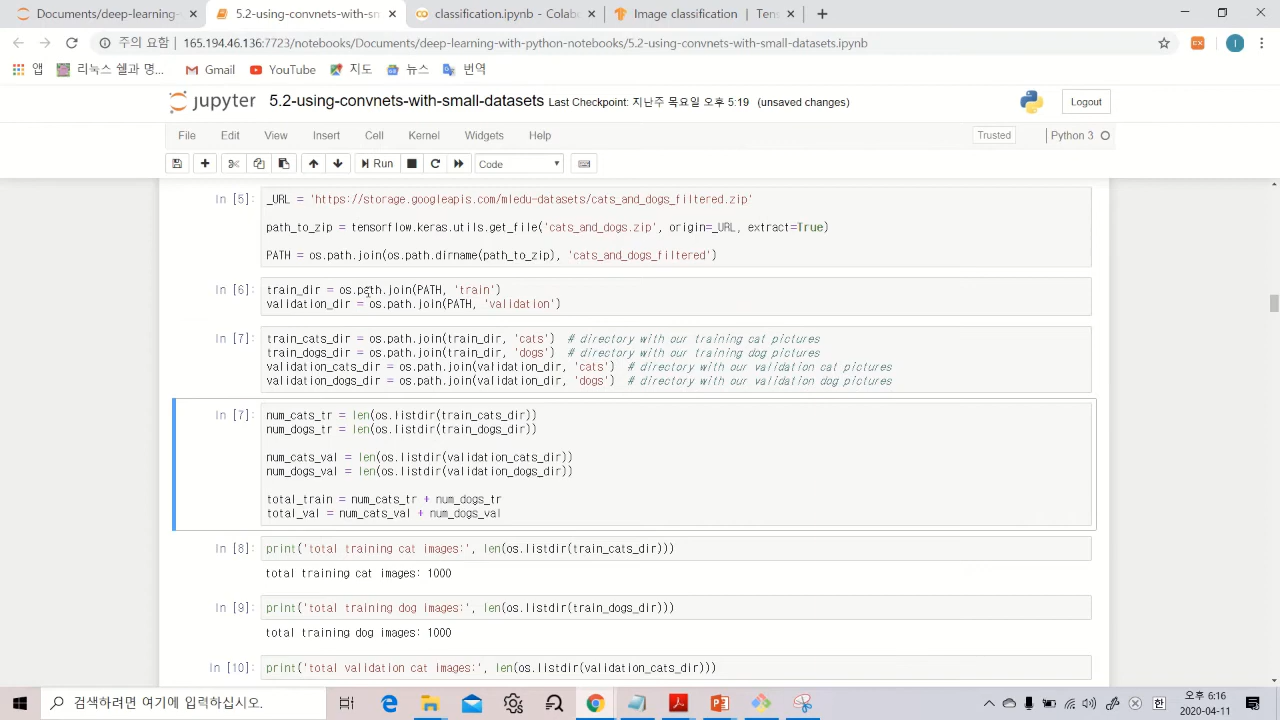 Documents/deep-learning-
5.2-using-convnets-with-sn
classification.ipynb - Colab
Image classification | Tens
주의 요함
165.194.46.136:7723/notebooks/Documents/deep-learning-with-python-notebooks/5.2-using-convnets-with-small-datasets.ipynb
앱
리눅스 쉘과 명...
Gmail
YouTube
지도
뉴스
번역
jupyter 5.2-using-convnets-with-small-datasets Last Checkpoint: 지난주 목요일 오후 5:19 (unsaved changes)
Logout
File Edit View Insert Cell Kernel Widgets Help
Trusted
Python 3
Run
Code
In [5]: _URL = 'https://storage.googleapis.com/mledu-datasets/cats_and_dogs_filtered.zip'
path_to_zip = tensorflow.keras.utils.get_file('cats_and_dogs.zip', origin=_URL, extract=True)
PATH = os.path.join(os.path.dirname(path_to_zip), 'cats_and_dogs_filtered')
In [6]: train_dir = os.path.join(PATH, 'train')
validation_dir = os.path.join(PATH, 'validation')
In [7]: train_cats_dir = os.path.join(train_dir, 'cats')  # directory with our training cat pictures
train_dogs_dir = os.path.join(train_dir, 'dogs')  # directory with our training dog pictures
validation_cats_dir = os.path.join(validation_dir, 'cats')  # directory with our validation cat pictures
validation_dogs_dir = os.path.join(validation_dir, 'dogs')  # directory with our validation dog pictures
In [7]: num_cats_tr = len(os.listdir(train_cats_dir))
num_dogs_tr = len(os.listdir(train_dogs_dir))
num_cats_val = len(os.listdir(validation_cats_dir))
num_dogs_val = len(os.listdir(validation_dogs_dir))
total_train = num_cats_tr + num_dogs_tr
total_val = num_cats_val + num_dogs_val
In [8]: print('total training cat images:', len(os.listdir(train_cats_dir)))
total training cat images: 1000
In [9]: print('total training dog images:', len(os.listdir(train_dogs_dir)))
total training dog images: 1000
In [10]: print('total validation cat images:', len(os.listdir(validation_cats_dir)))
검색하려면 여기에 입력하십시오.
한
오후 6:16
2020-04-11